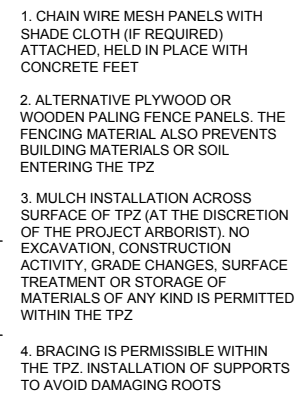 1. CHAIN WIRE MESH PANELS WITH
SHADE CLOTH (IF REQUIRED)
ATTACHED, HELD IN PLACE WITH
CONCRETE FEET
2. ALTERNATIVE PLYWOOD OR
WOODEN PALING FENCE PANELS. THE
FENCING MATERIAL ALSO PREVENTS
BUILDING MATERIALS OR SOIL
ENTERING THE TPZ
3. MULCH INSTALLATION ACROSS
SURFACE OF TPZ (AT THE DISCRETION
OF THE PROJECT ARBORIST). NO
EXCAVATION, CONSTRUCTION
ACTIVITY, GRADE CHANGES, SURFACE
TREATMENT OR STORAGE OF
MATERIALS OF ANY KIND IS PERMITTED
WITHIN THE TPZ
4. BRACING IS PERMISSIBLE WITHIN
THE TPZ. INSTALLATION OF SUPPORTS
TO AVOID DAMAGING ROOTS